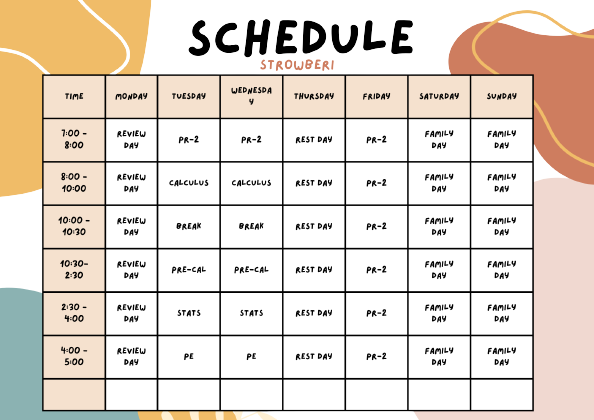 SCHEDULE
STROWBERI
TIME MONDAY TUESDAY WEDNESDA
Y THURSDAY FRIDAY SATURDAY SUNDAY
7:00 -
8:00 REVIEW
DAY PR-2 PR-2 REST DAY PR-2 FAMILY
DAY FAMILY
DAY
8:00 -
10:00 REVIEW
DAY CALCULUS CALCULUS REST DAY PR-2 FAMILY
DAY FAMILY
DAY
10:00 -
10:30 REVIEW
DAY BREAK BREAK REST DAY PR-2 FAMILY
DAY FAMILY
DAY
10:30-
2:30 REVIEW
DAY PRE-CAL PRE-CAL REST DAY PR-2 FAMILY
DAY FAMILY
DAY
2:30 -
4:00 REVIEW
DAY STATS STATS REST DAY PR-2 FAMILY
DAY FAMILY
DAY
4:00 -
5:00 REVIEW
DAY PE PE REST DAY PR-2 FAMILY
DAY FAMILY
DAY